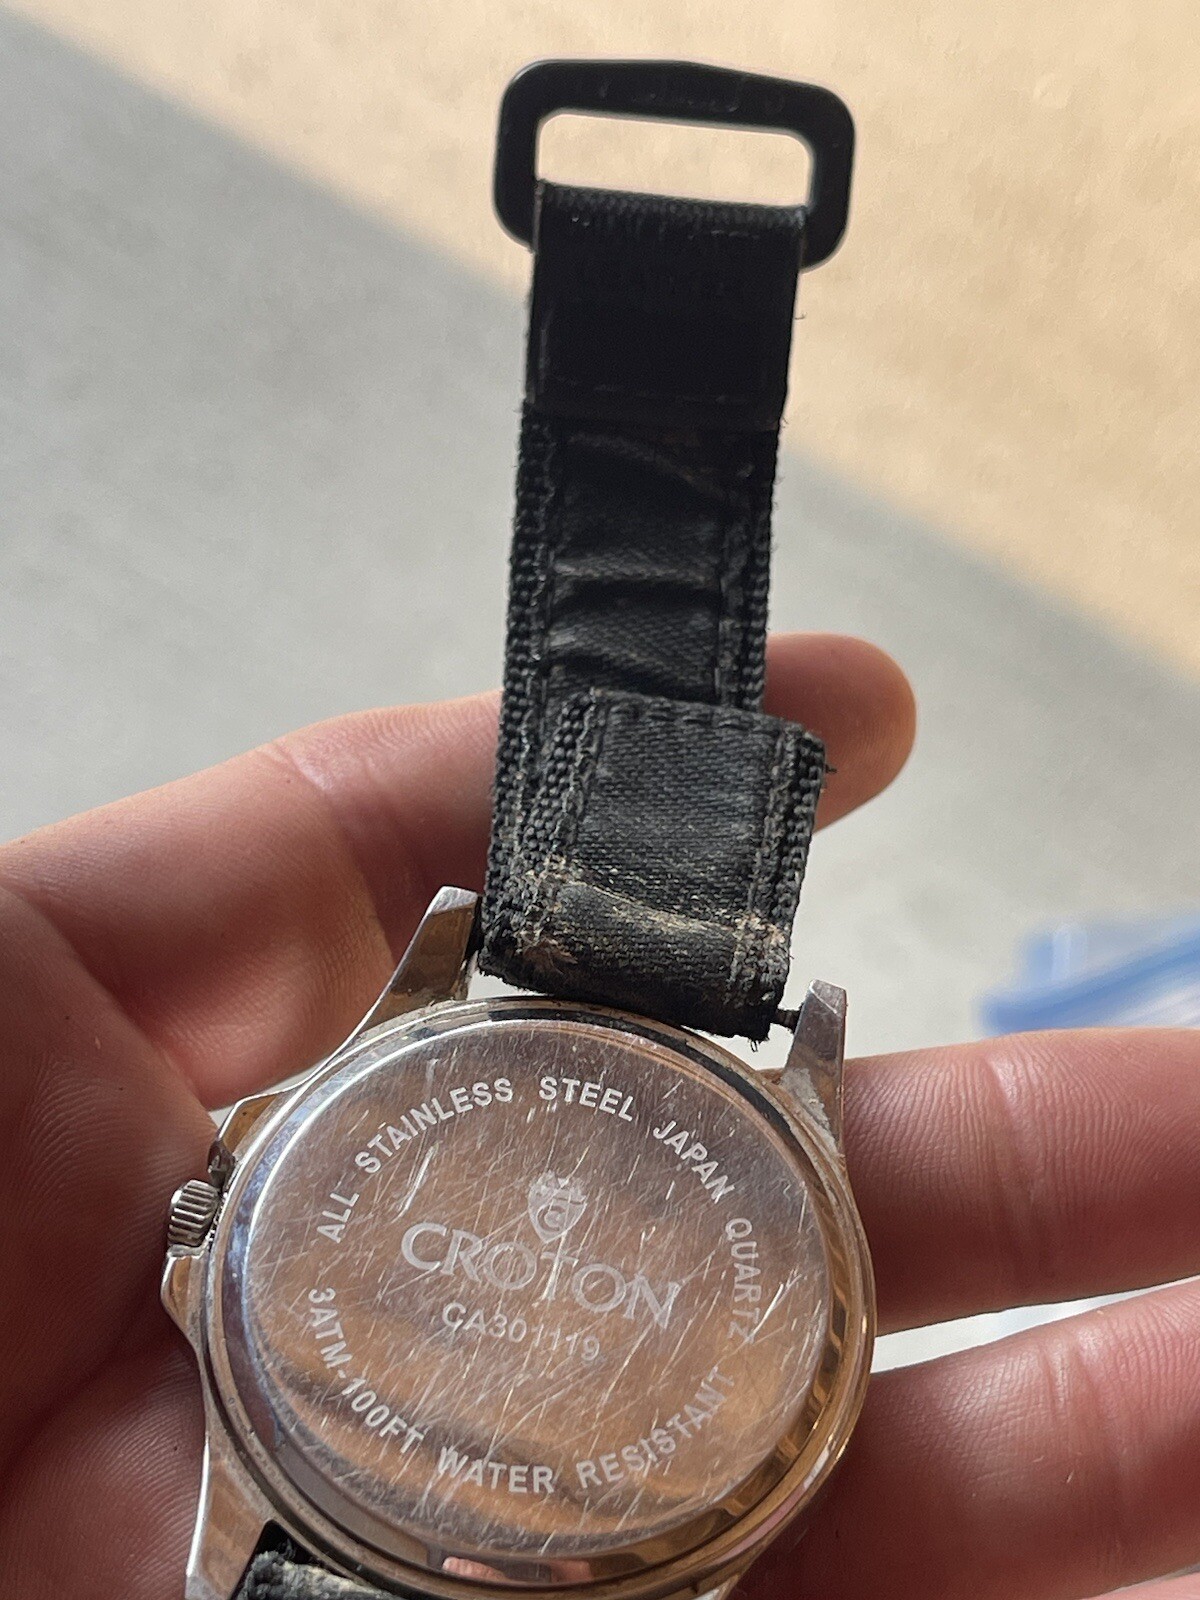 ALL STAINLESS STEEL JAPAN QUARTZ
C
CROTON
CA301119
3ATM-100FT WATER RESISTANT